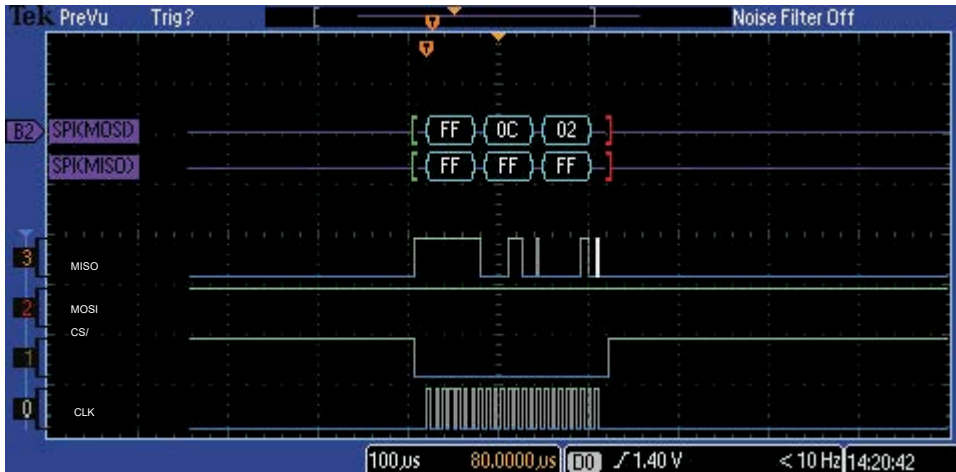 Tek PreVu Trig? Noise Filter Off
T
T
B2 SPI(MOSI) FF 0C 02
SPI(MISO) FF FF FF
3 MISO
2 MOSI
CS/
1
0 CLK
100µs 80.0000µs D0 1.40 V < 10 Hz 14:20:42